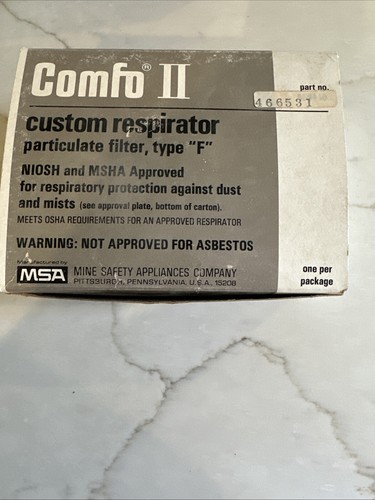 Comfo® II
part no.
466531
custom respirator
particulate filter, type "F"
NIOSH and MSHA Approved
for respiratory protection against dust
and mists (see approval plate, bottom of carton).
MEETS OSHA REQUIREMENTS FOR AN APPROVED RESPIRATOR
WARNING: NOT APPROVED FOR ASBESTOS
Manufactured by
MSA MINE SAFETY APPLIANCES COMPANY
PITTSBURGH, PENNSYLVANIA, U.S.A., 15208
one per
package